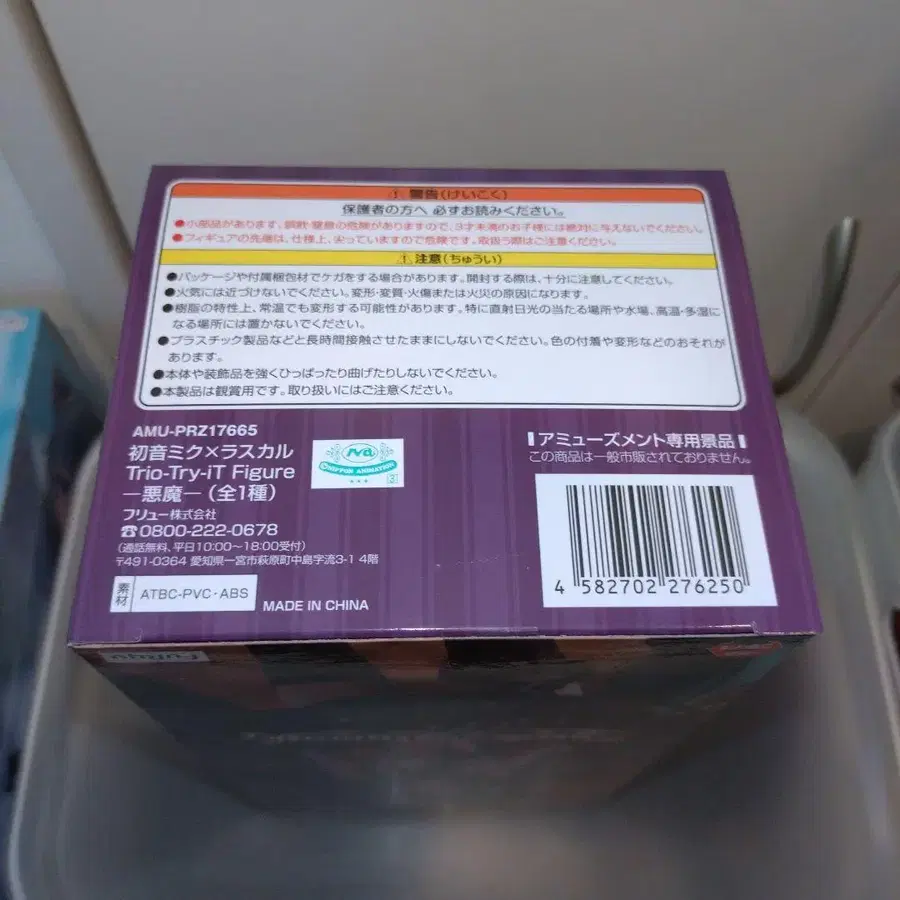 ⚠ 警告(けいこく)
保護者の方へ 必ずお読みください。
●小部品があります。誤飲・窒息の危険がありますので、3才未満のお子様には絶対に与えないでください。
●フィギュアの先端は、仕様上、尖っていますので危険です。取扱う際はご注意ください。
⚠ 注意(ちゅうい)
●パッケージや付属梱包材でケガをする場合があります。開封する際は、十分に注意してください。
●火気には近づけないでください。変形・変質・火傷または火災の原因になります。
●樹脂の特性上、常温でも変形する可能性があります。特に直射日光の当たる場所や水場、高温・多湿に
なる場所には置かないでください。
●プラスチック製品などと長時間接触させたままにしないでください。色の付着や変形などのおそれが
あります。
●本体や装飾品を強くひっぱったり曲げたりしないでください。
●本製品は観賞用です。取り扱いにはご注意ください。
AMU-PRZ17665
初音ミク×ラスカル
Trio-Try-iT Figure
―悪魔―(全1種)
フリュー株式会社
☎0800-222-0678
(通話無料、平日10:00〜18:00受付)
〒491-0364 愛知県一宮市萩原町中島字流3-1 4階
素材 ATBC-PVC・ABS
MADE IN CHINA
©NIPPON ANIMATION
3
アミューズメント専用景品
この商品は一般市販されておりません。
4 582702 276250
FuRyu